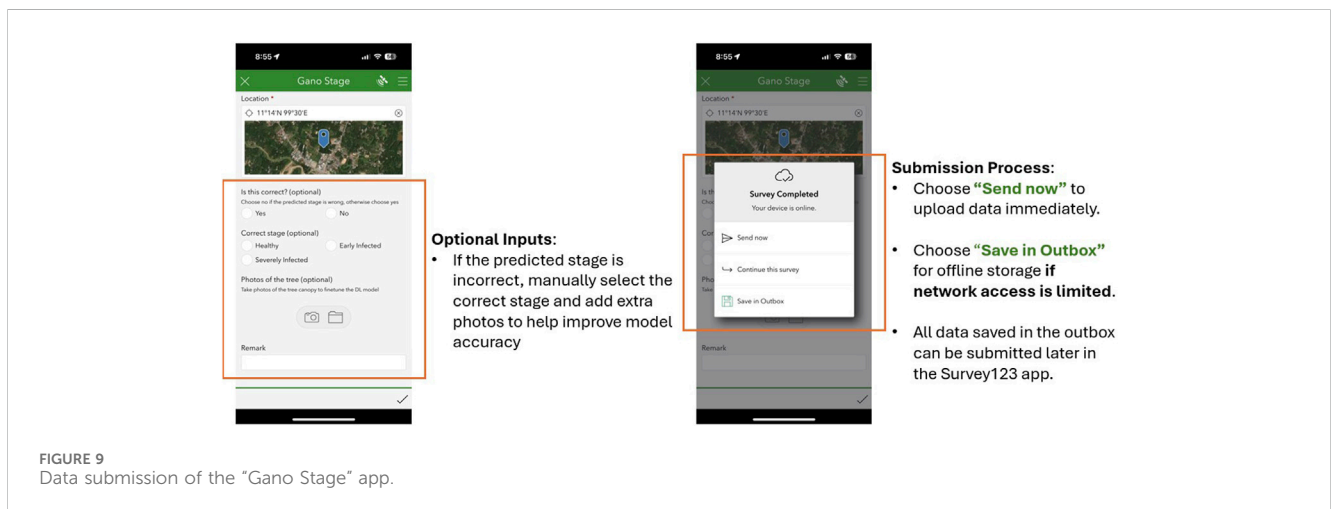 8:55
Gano Stage
Location *
11°14'N 99°30'E
Is this correct? (optional)
Choose no if the predicted stage is wrong, otherwise choose yes
Yes
No
Correct stage (optional)
Healthy
Early Infected
Severely Infected
Photos of the tree (optional)
Take photos of the tree canopy to finetune the DL model
Remark
Optional Inputs:
• If the predicted stage is
incorrect, manually select the
correct stage and add extra
photos to help improve model
accuracy
8:55
Gano Stage
Location *
11°14'N 99°30'E
Survey Completed
Your device is online.
Send now
Continue this survey
Save in Outbox
Remark
Submission Process:
• Choose “Send now” to
upload data immediately.
• Choose “Save in Outbox”
for offline storage if
network access is limited.
• All data saved in the outbox
can be submitted later in
the Survey123 app.
FIGURE 9
Data submission of the “Gano Stage” app.